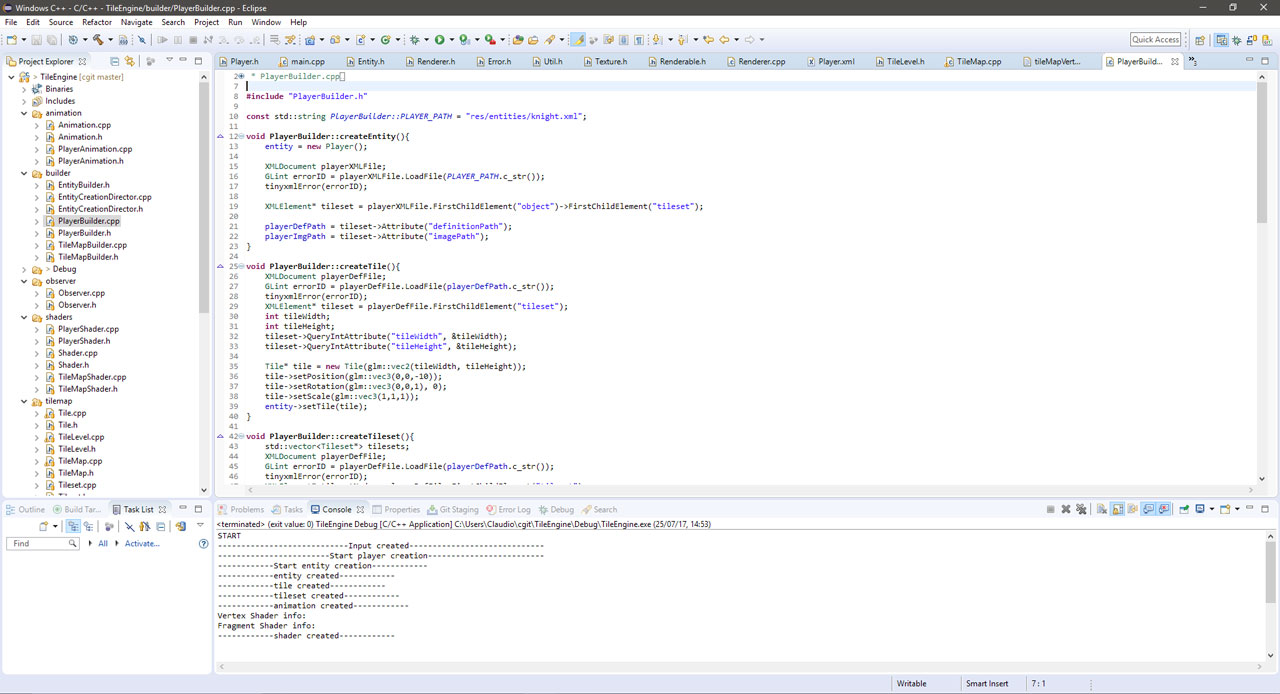 Windows C++ - C/C++ - TileEngine/builder/PlayerBuilder.cpp - Eclipse
File Edit Source Refactor Navigate Search Project Run Window Help
Quick Access
Project Explorer
TileEngine [cgit master]
Binaries
Includes
animation
Animation.cpp
Animation.h
PlayerAnimation.cpp
PlayerAnimation.h
builder
EntityBuilder.h
EntityCreationDirector.cpp
EntityCreationDirector.h
PlayerBuilder.cpp
PlayerBuilder.h
TileMapBuilder.cpp
TileMapBuilder.h
> Debug
observer
Observer.cpp
Observer.h
shaders
PlayerShader.cpp
PlayerShader.h
Shader.cpp
Shader.h
TileMapShader.cpp
TileMapShader.h
tilemap
Tile.cpp
Tile.h
TileLevel.cpp
TileLevel.h
TileMap.cpp
TileMap.h
Tileset.cpp
Player.h main.cpp Entity.h Renderer.h Error.h Util.h Texture.h Renderable.h Renderer.cpp Player.xml TileLevel.h TileMap.cpp tileMapVert... PlayerBuild...
2 * PlayerBuilder.cpp
7
8 #include "PlayerBuilder.h"
9
10 const std::string PlayerBuilder::PLAYER_PATH = "res/entities/knight.xml";
11
12 void PlayerBuilder::createEntity(){
13 entity = new Player();
14
15 XMLDocument playerXMLFile;
16 GLint errorID = playerXMLFile.LoadFile(PLAYER_PATH.c_str());
17 tinyxmlError(errorID);
18
19 XMLElement* tileset = playerXMLFile.FirstChildElement("object")->FirstChildElement("tileset");
20
21 playerDefPath = tileset->Attribute("definitionPath");
22 playerImgPath = tileset->Attribute("imagePath");
23 }
24
25 void PlayerBuilder::createTile(){
26 XMLDocument playerDefFile;
27 GLint errorID = playerDefFile.LoadFile(playerDefPath.c_str());
28 tinyxmlError(errorID);
29 XMLElement* tileset = playerDefFile.FirstChildElement("tileset");
30 int tileWidth;
31 int tileHeight;
32 tileset->QueryIntAttribute("tileWidth", &tileWidth);
33 tileset->QueryIntAttribute("tileHeight", &tileHeight);
34
35 Tile* tile = new Tile(glm::vec2(tileWidth, tileHeight));
36 tile->setPosition(glm::vec3(0,0,-10));
37 tile->setRotation(glm::vec3(0,0,1), 0);
38 tile->setScale(glm::vec3(1,1,1));
39 entity->setTile(tile);
40 }
41
42 void PlayerBuilder::createTileset(){
43 std::vector<Tileset*> tilesets;
44 XMLDocument playerDefFile;
45 GLint errorID = playerDefFile.LoadFile(playerDefPath.c_str());
46 tinyxmlError(errorID);
Outline Build Tar... Task List
Find All Activate...
Problems Tasks Console Properties Git Staging Debug Error Log Search
<terminated> (exit value: 0) TileEngine Debug [C/C++ Application] C:\Users\Claudio\cgit\TileEngine\Debug\TileEngine.exe (25/07/17, 14:53)
START
----------------------------Input created-----------------------------
------------------------Start player creation-------------------------
------------Start entity creation------------
------------entity created------------
------------tile created------------
------------tileset created------------
------------animation created------------
Vertex Shader info:
Fragment Shader info:
------------shader created------------
Writable Smart Insert 7 : 1